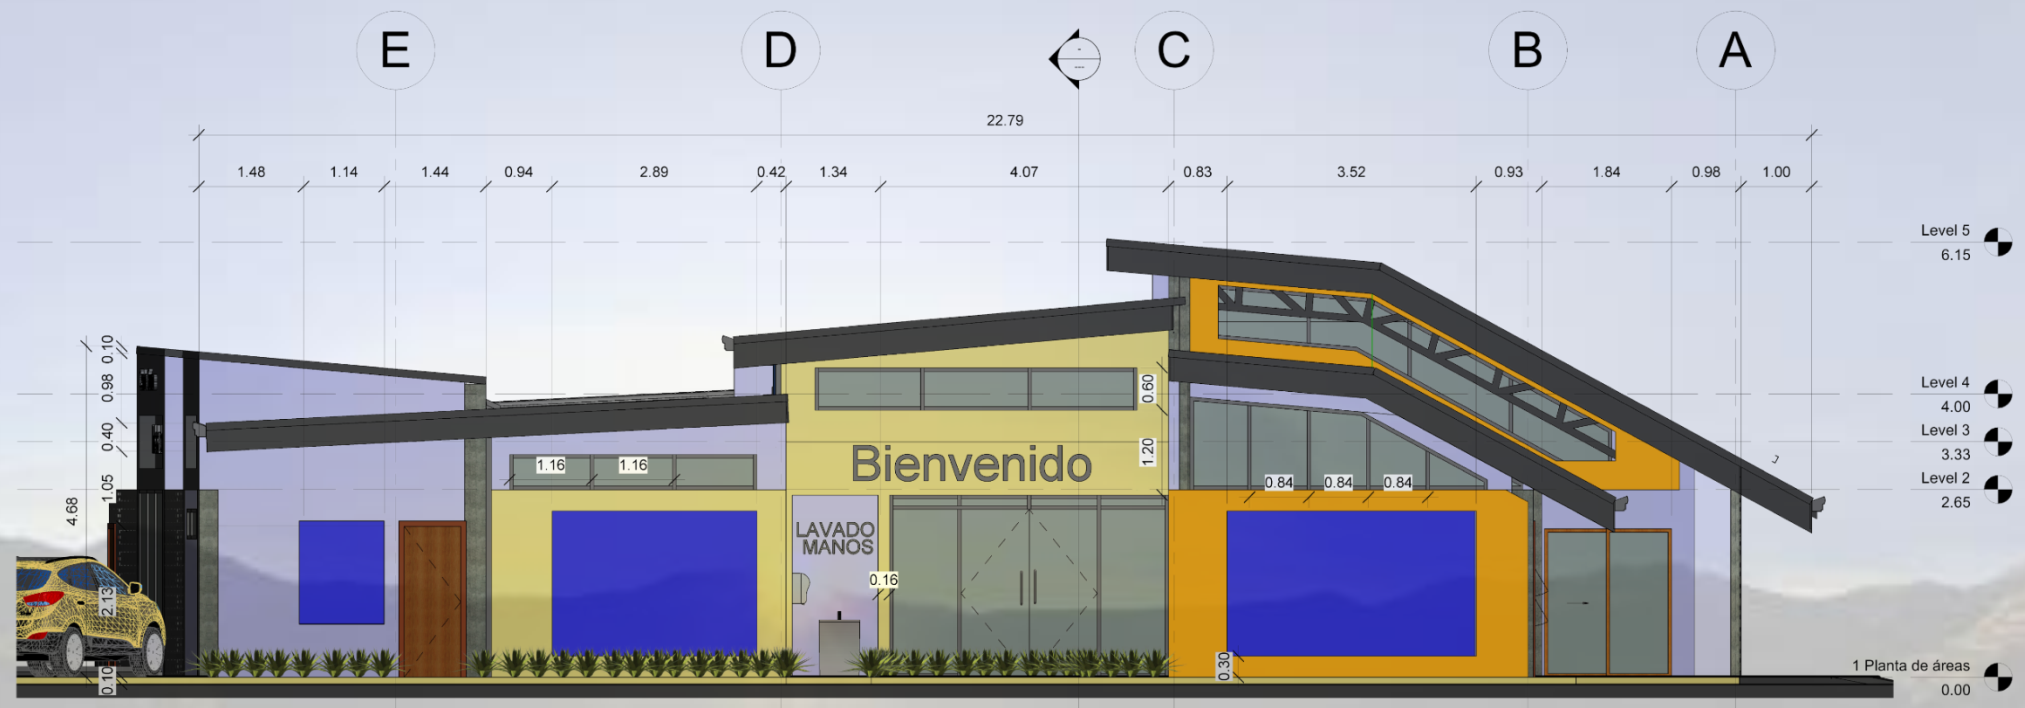 E D C B A
22.79
1.48 1.14 1.44 0.94 2.89 0.42 1.34 4.07 0.83 3.52 0.93 1.84 0.98 1.00
Level 5
6.15
Level 4
4.00
Level 3
3.33
Level 2
2.65
1 Planta de áreas
0.00
4.68
0.10
0.98
0.40
1.05
2.13
0.10
1.16 1.16
Bienvenido
LAVADO
MANOS
0.16
0.60
1.20
0.84 0.84 0.84
0.30